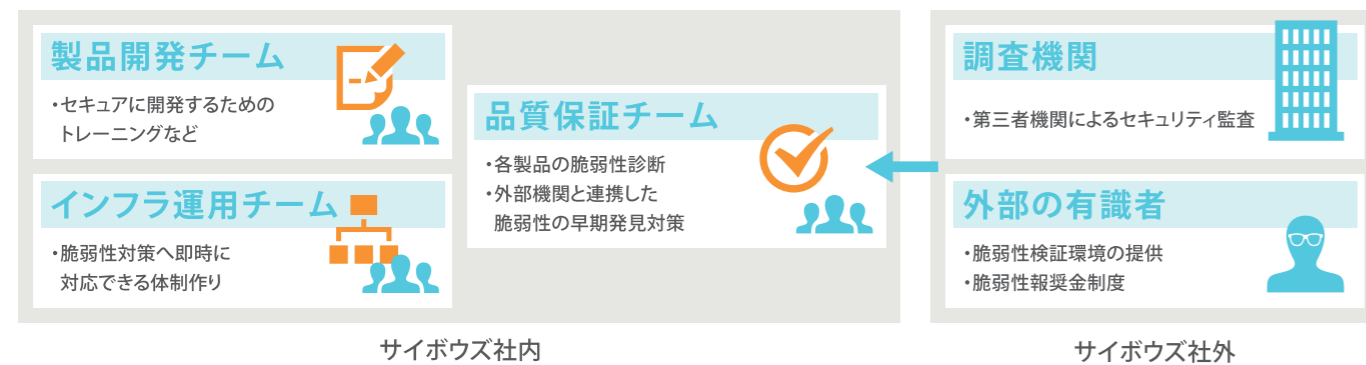 製品開発チーム
・セキュアに開発するための
トレーニングなど
インフラ運用チーム
・脆弱性対策へ即時に
対応できる体制作り
品質保証チーム
・各製品の脆弱性診断
・外部機関と連携した
脆弱性の早期発見対策
サイボウズ社内
調査機関
・第三者機関によるセキュリティ監査
外部の有識者
・脆弱性検証環境の提供
・脆弱性報奨金制度
サイボウズ社外